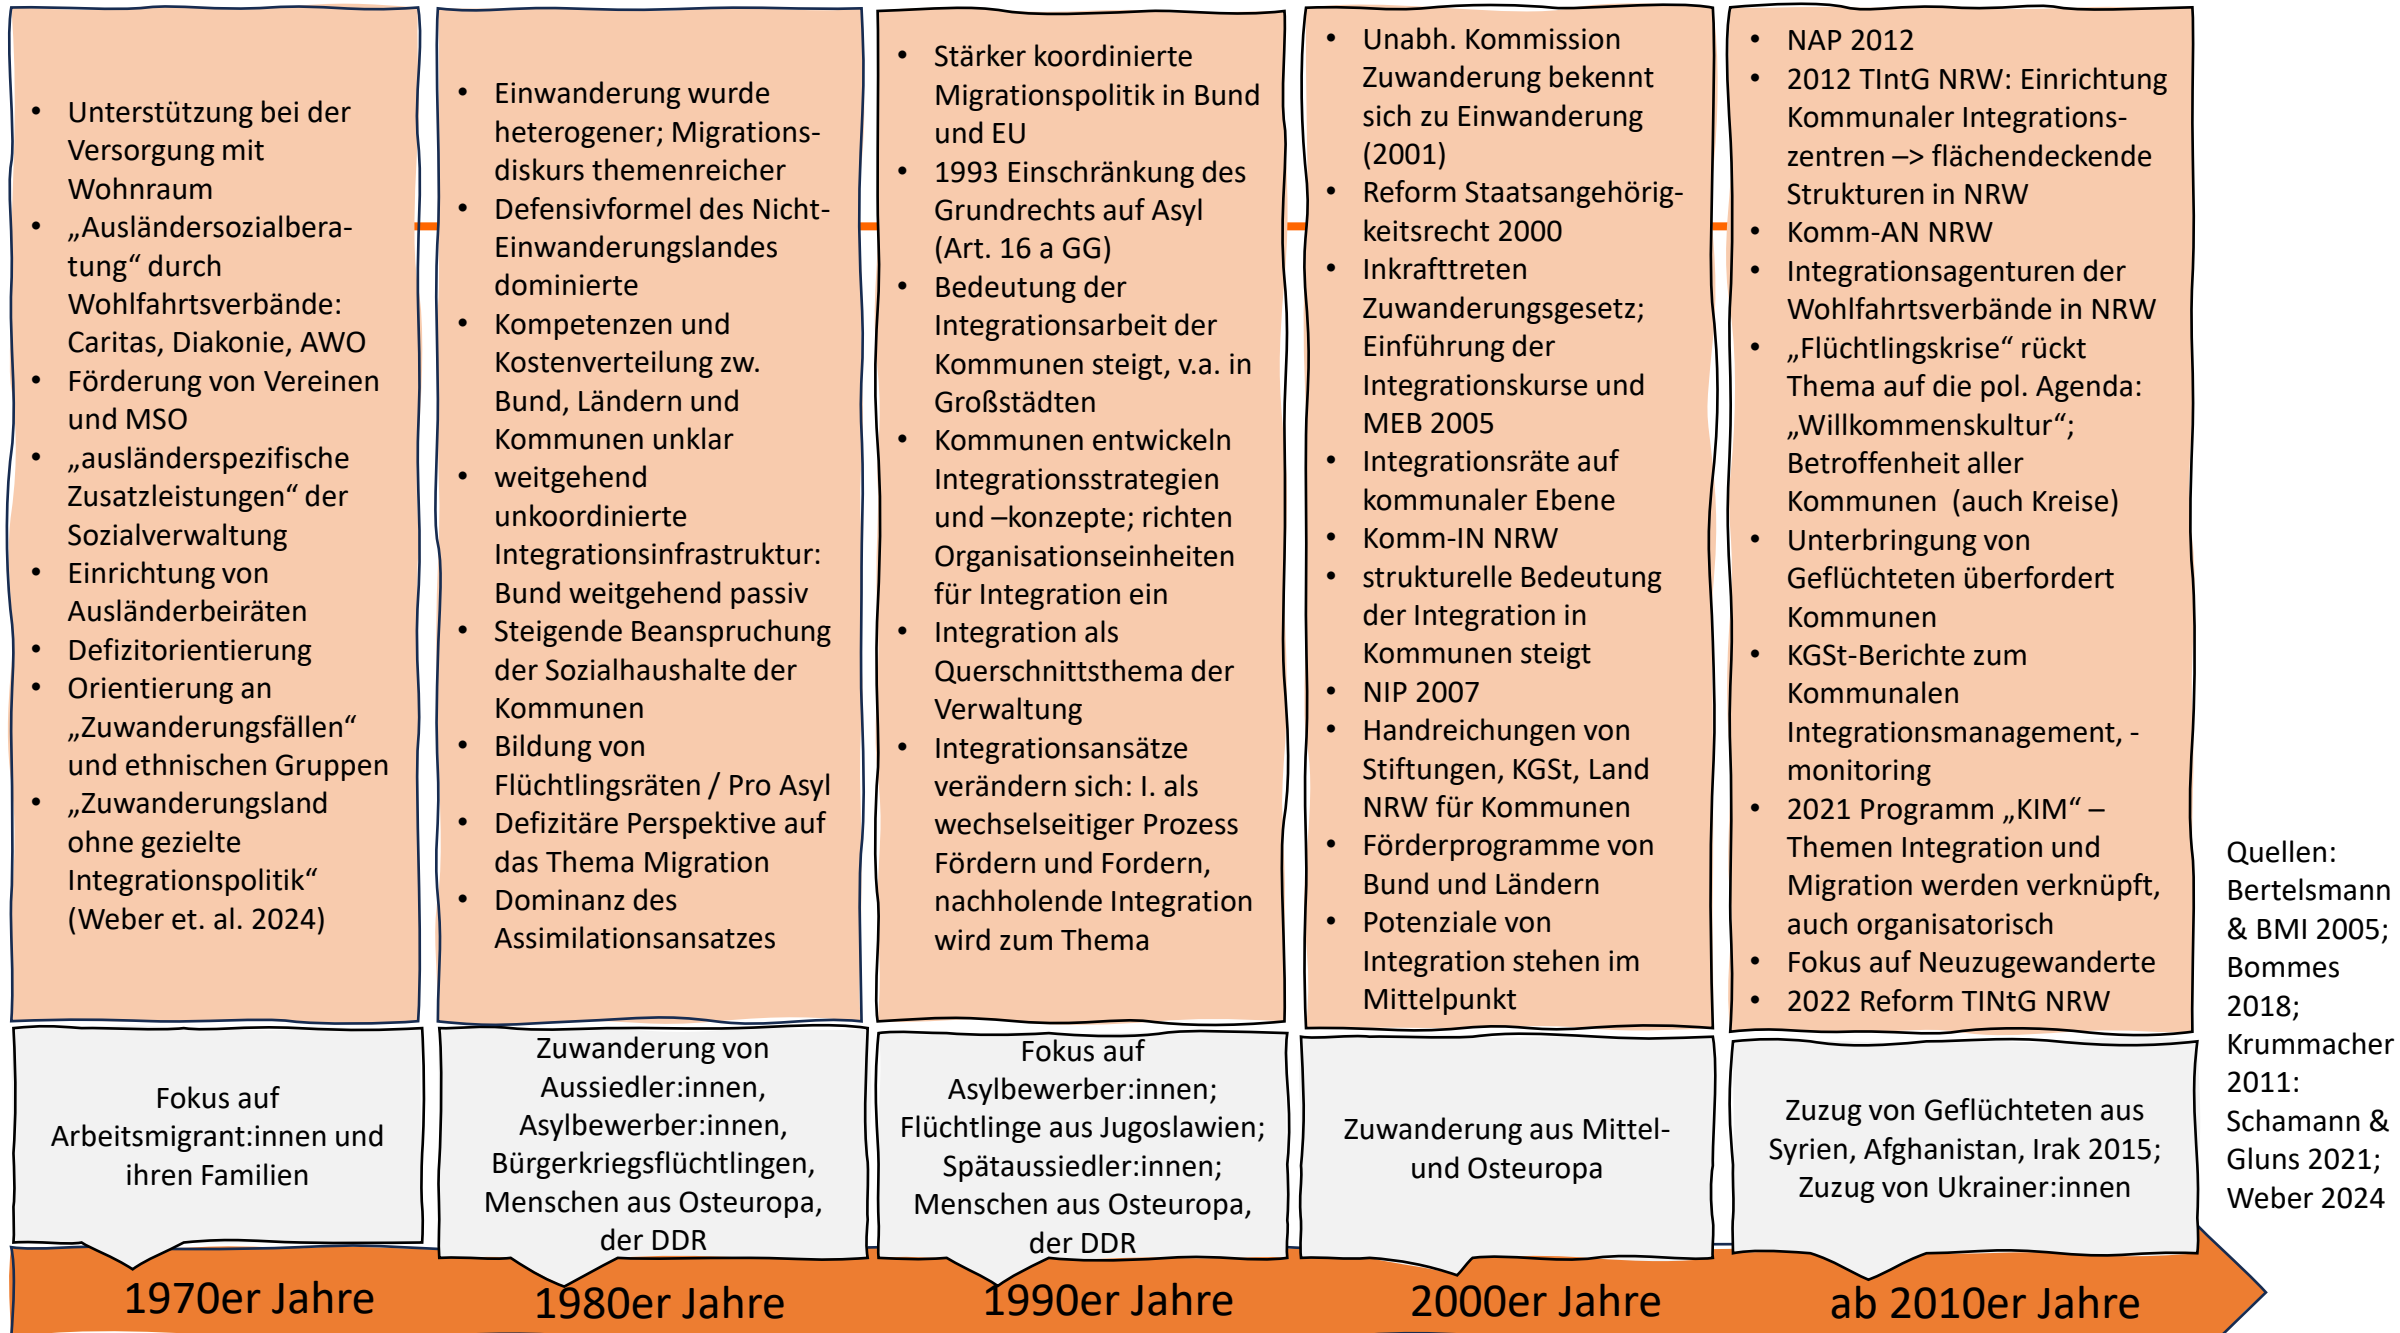 • Unterstützung bei der
Versorgung mit
Wohnraum
• „Ausländersozialbera-
tung“ durch
Wohlfahrtsverbände:
Caritas, Diakonie, AWO
• Förderung von Vereinen
und MSO
• „ausländerspezifische
Zusatzleistungen“ der
Sozialverwaltung
• Einrichtung von
Ausländerbeiräten
• Defizitorientierung
• Orientierung an
„Zuwanderungsfällen“
und ethnischen Gruppen
• „Zuwanderungsland
ohne gezielte
Integrationspolitik“
(Weber et. al. 2024)
Fokus auf
Arbeitsmigrant:innen und
ihren Familien
1970er Jahre
• Einwanderung wurde
heterogener; Migrations-
diskurs themenreicher
• Defensivformel des Nicht-
Einwanderungslandes
dominierte
• Kompetenzen und
Kostenverteilung zw.
Bund, Ländern und
Kommunen unklar
• weitgehend
unkoordinierte
Integrationsinfrastruktur:
Bund weitgehend passiv
• Steigende Beanspruchung
der Sozialhaushalte der
Kommunen
• Bildung von
Flüchtlingsräten / Pro Asyl
• Defizitäre Perspektive auf
das Thema Migration
• Dominanz des
Assimilationsansatzes
Zuwanderung von
Aussiedler:innen,
Asylbewerber:innen,
Bürgerkriegsflüchtlingen,
Menschen aus Osteuropa,
der DDR
1980er Jahre
• Stärker koordinierte
Migrationspolitik in Bund
und EU
• 1993 Einschränkung des
Grundrechts auf Asyl
(Art. 16 a GG)
• Bedeutung der
Integrationsarbeit der
Kommunen steigt, v.a. in
Großstädten
• Kommunen entwickeln
Integrationsstrategien
und –konzepte; richten
Organisationseinheiten
für Integration ein
• Integration als
Querschnittsthema der
Verwaltung
• Integrationsansätze
verändern sich: I. als
wechselseitiger Prozess
Fördern und Fordern,
nachholende Integration
wird zum Thema
Fokus auf
Asylbewerber:innen;
Flüchtlinge aus Jugoslawien;
Spätaussiedler:innen;
Menschen aus Osteuropa,
der DDR
1990er Jahre
• Unabh. Kommission
Zuwanderung bekennt
sich zu Einwanderung
(2001)
• Reform Staatsangehörig-
keitsrecht 2000
• Inkrafttreten
Zuwanderungsgesetz;
Einführung der
Integrationskurse und
MEB 2005
• Integrationsräte auf
kommunaler Ebene
• Komm-IN NRW
• strukturelle Bedeutung
der Integration in
Kommunen steigt
• NIP 2007
• Handreichungen von
Stiftungen, KGSt, Land
NRW für Kommunen
• Förderprogramme von
Bund und Ländern
• Potenziale von
Integration stehen im
Mittelpunkt
Zuwanderung aus Mittel-
und Osteuropa
2000er Jahre
• NAP 2012
• 2012 TIntG NRW: Einrichtung
Kommunaler Integrations-
zentren –> flächendeckende
Strukturen in NRW
• Komm-AN NRW
• Integrationsagenturen der
Wohlfahrtsverbände in NRW
• „Flüchtlingskrise“ rückt
Thema auf die pol. Agenda:
„Willkommenskultur“;
Betroffenheit aller
Kommunen (auch Kreise)
• Unterbringung von
Geflüchteten überfordert
Kommunen
• KGSt-Berichte zum
Kommunalen
Integrationsmanagement, -
monitoring
• 2021 Programm „KIM“ –
Themen Integration und
Migration werden verknüpft,
auch organisatorisch
• Fokus auf Neuzugewanderte
• 2022 Reform TINtG NRW
Zuzug von Geflüchteten aus
Syrien, Afghanistan, Irak 2015;
Zuzug von Ukrainer:innen
ab 2010er Jahre
Quellen:
Bertelsmann
& BMI 2005;
Bommes
2018;
Krummacher
2011:
Schamann &
Gluns 2021;
Weber 2024